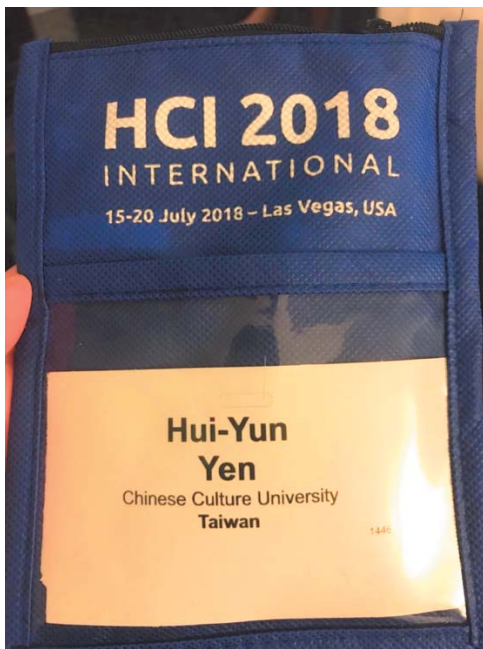 HCI 2018
INTERNATIONAL
15-20 July 2018 – Las Vegas, USA
Hui-Yun
Yen
Chinese Culture University
Taiwan
1446